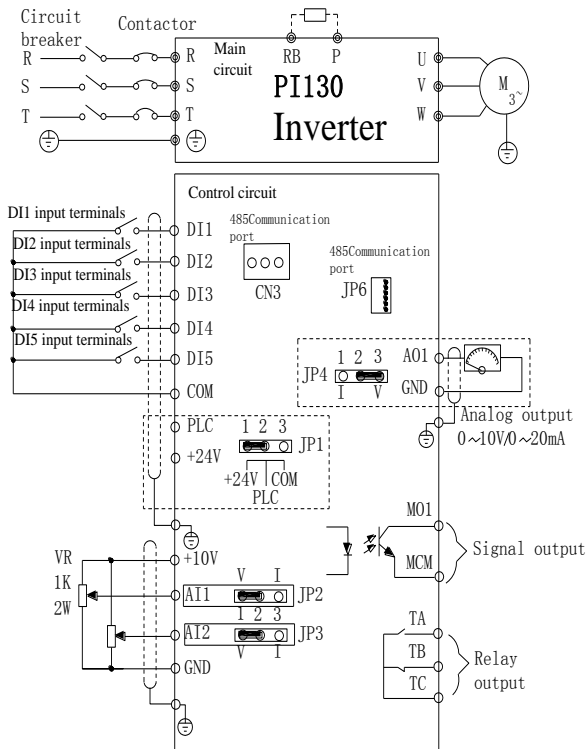 Circuit
breaker Contactor
R R Main
circuit RB P U
S S PI130 V M
3~
T T Inverter W
Control circuit
DI1 input terminals DI1
485Communication
port
CN3
DI2 input terminals DI2
485Communication
port
JP6
DI3 input terminals DI3
DI4 input terminals DI4
DI5 input terminals DI5
COM
1 2 3
JP4
I V
AO1
GND
Analog output
0~10V/0~20mA
PLC 1 2 3
JP1
+24V
+24V COM
PLC
MO1
MCM
Signal output
VR +10V
1K
2W
V I
AI1 JP2
1 2 3
AI2 JP3
V I
GND
TA
TB
TC
Relay
output